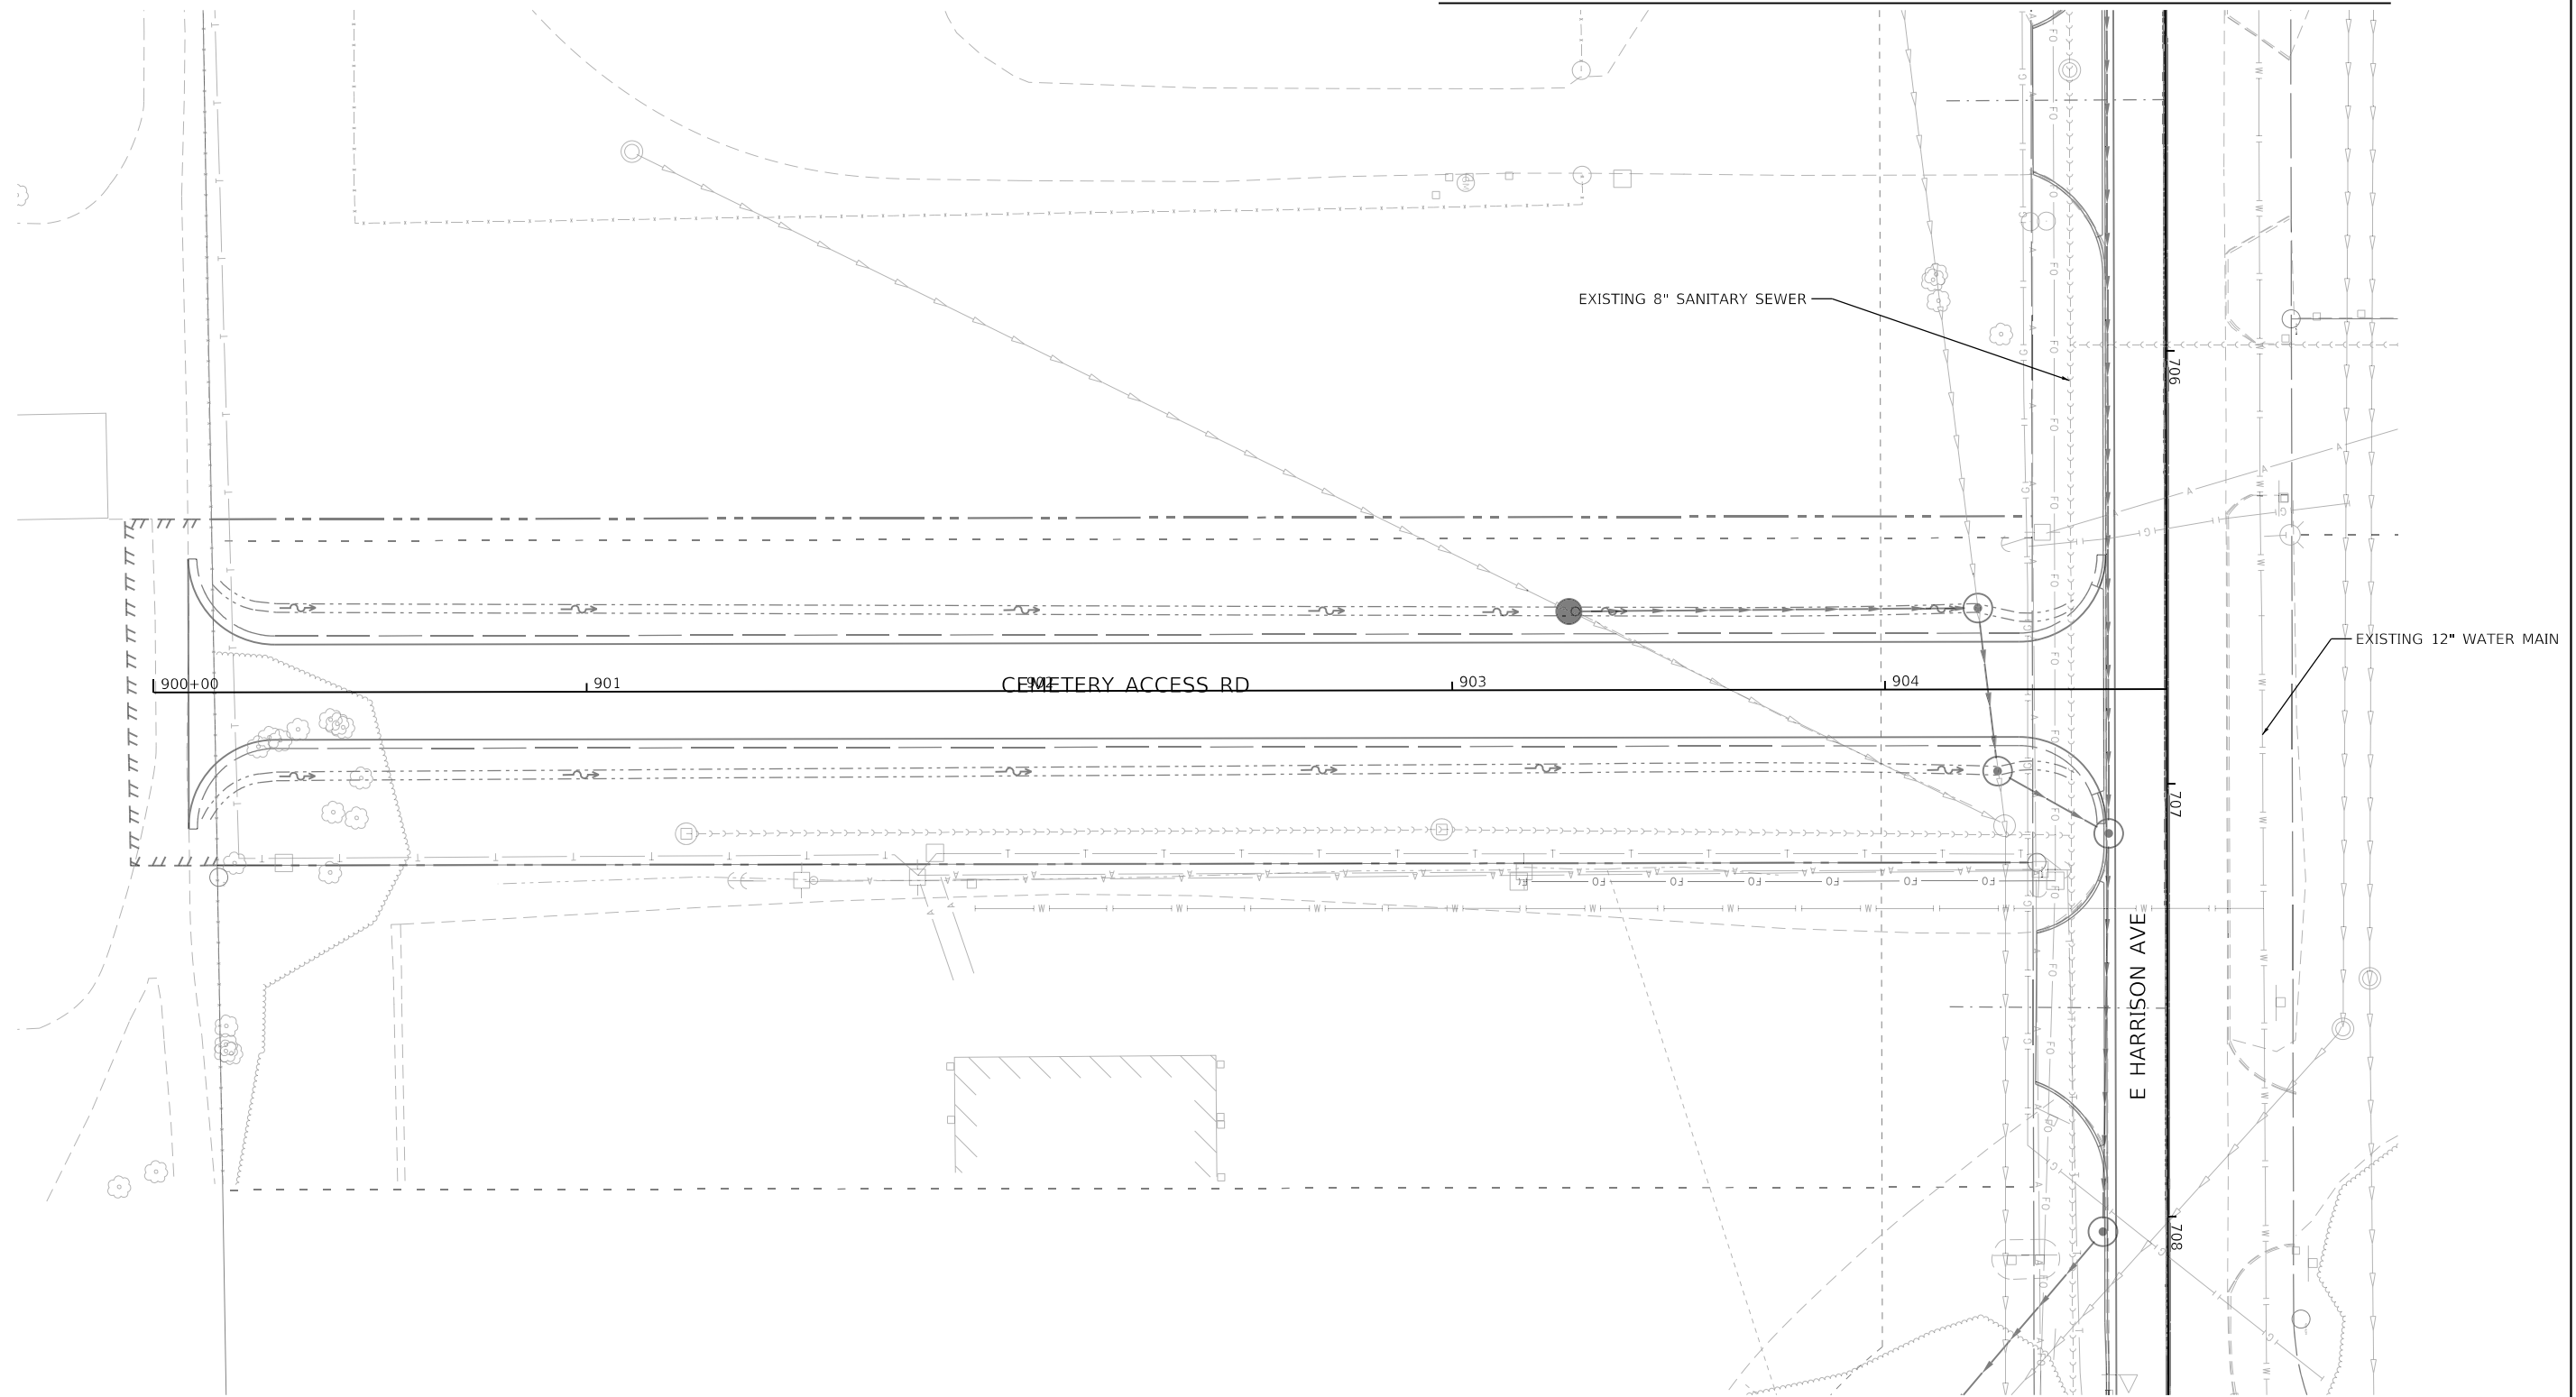 EXISTING 8" SANITARY SEWER
706
EXISTING 12" WATER MAIN
900+00
901
902
CEMETERY ACCESS RD
903
904
707
E HARRISON AVE
708